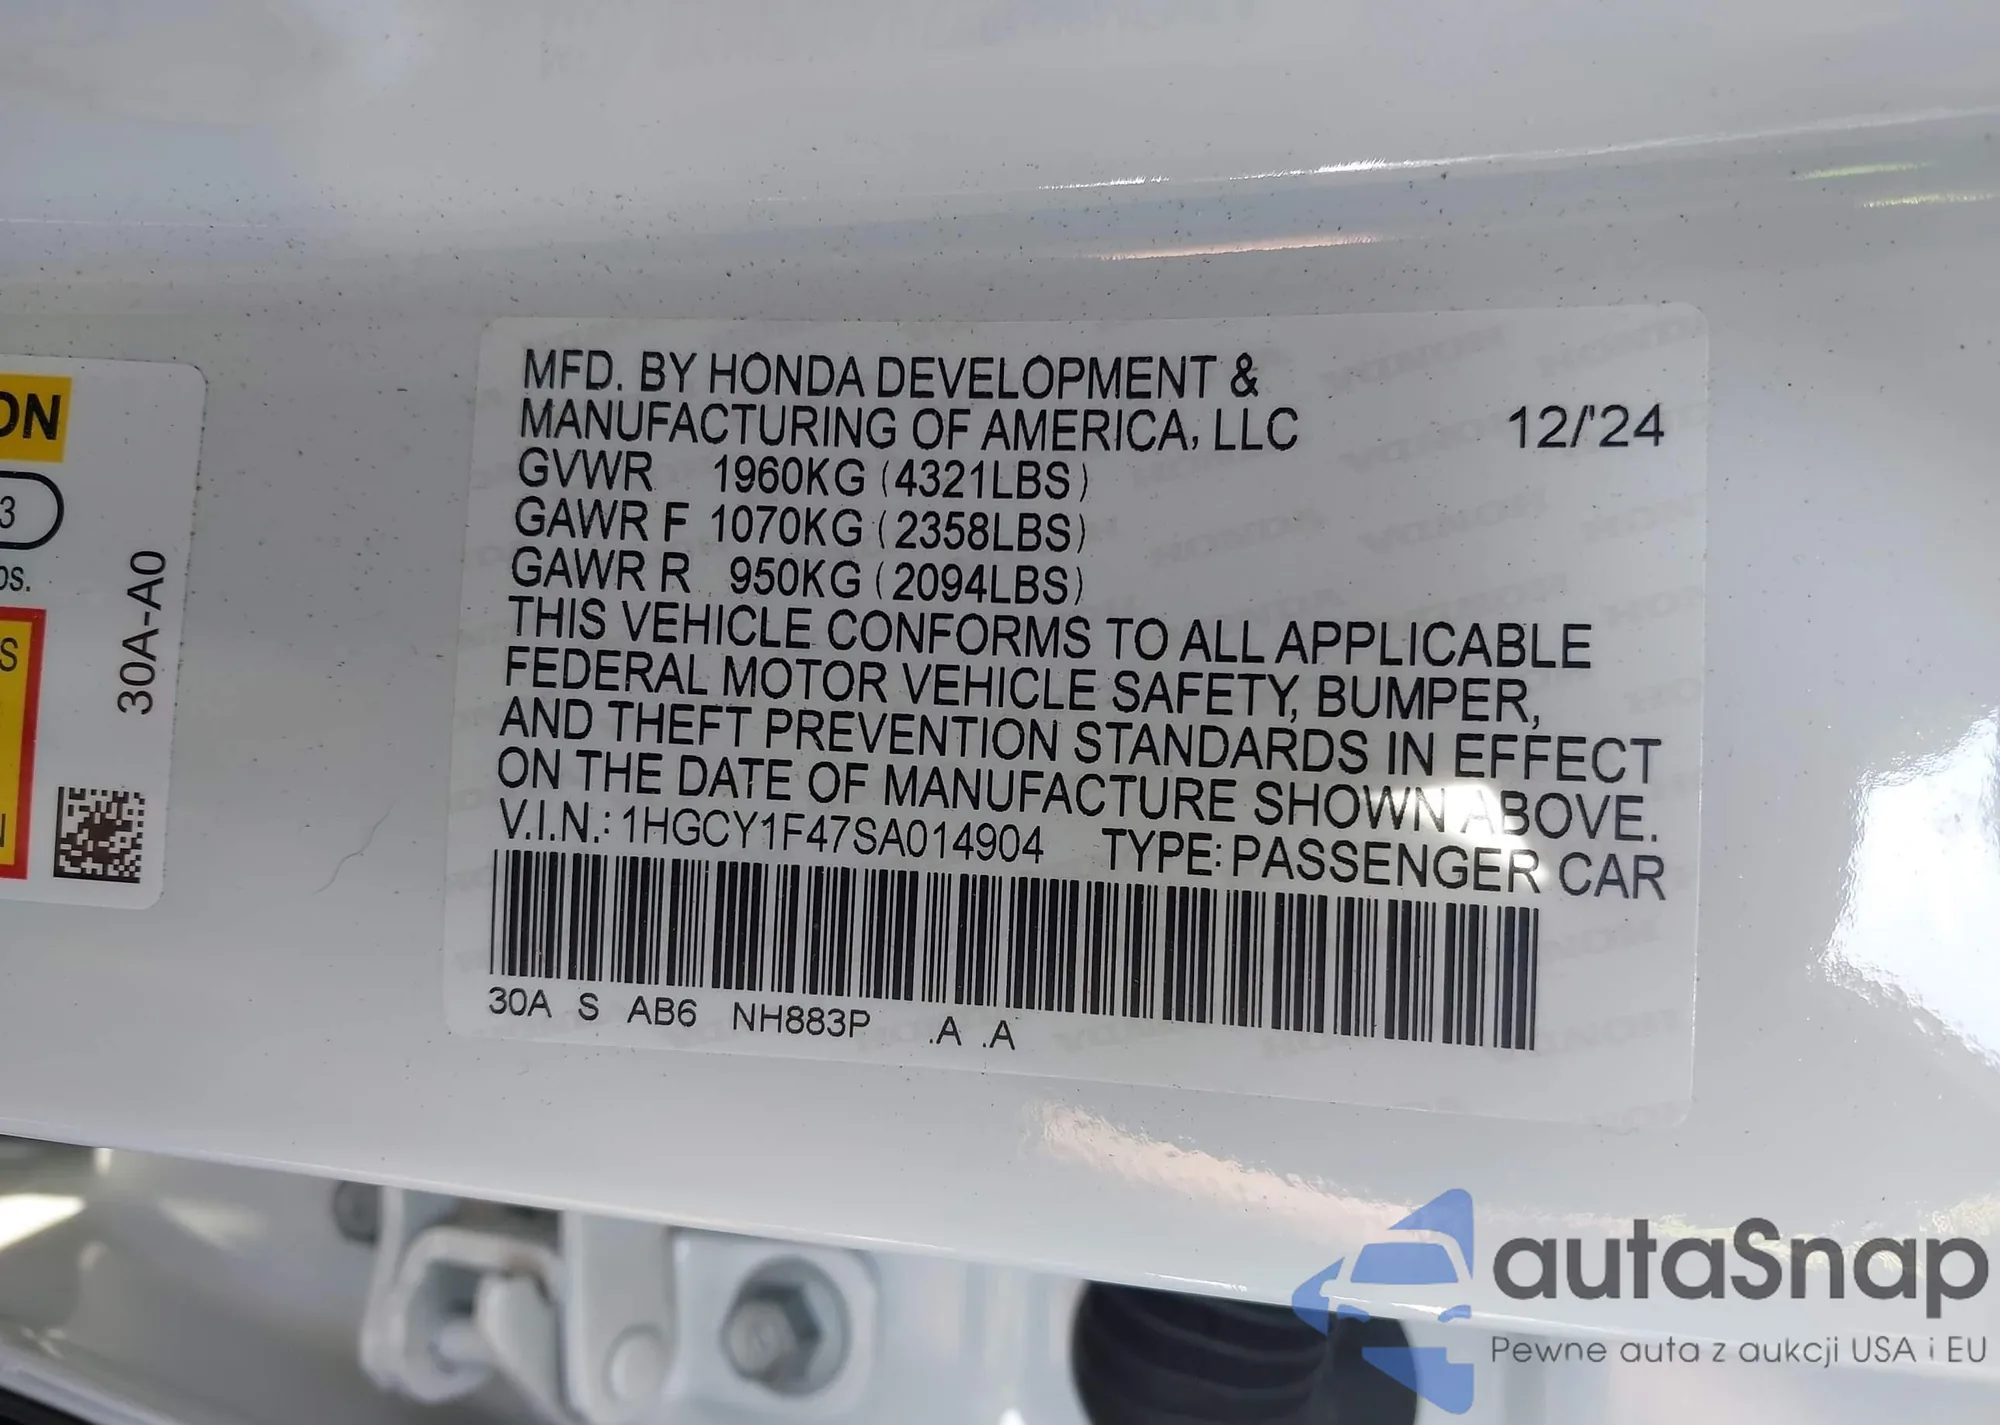 ON
3
30A-A0
S
N
MFD. BY HONDA DEVELOPMENT &
MANUFACTURING OF AMERICA, LLC 12/'24
GVWR 1960KG (4321LBS)
GAWR F 1070KG (2358LBS)
GAWR R 950KG (2094LBS)
THIS VEHICLE CONFORMS TO ALL APPLICABLE
FEDERAL MOTOR VEHICLE SAFETY, BUMPER,
AND THEFT PREVENTION STANDARDS IN EFFECT
ON THE DATE OF MANUFACTURE SHOWN ABOVE.
V.I.N.: 1HGCY1F47SA014904 TYPE: PASSENGER CAR
30A S AB6 NH883P .A .A
autaSnap
Pewne auta z aukcji USA i EU